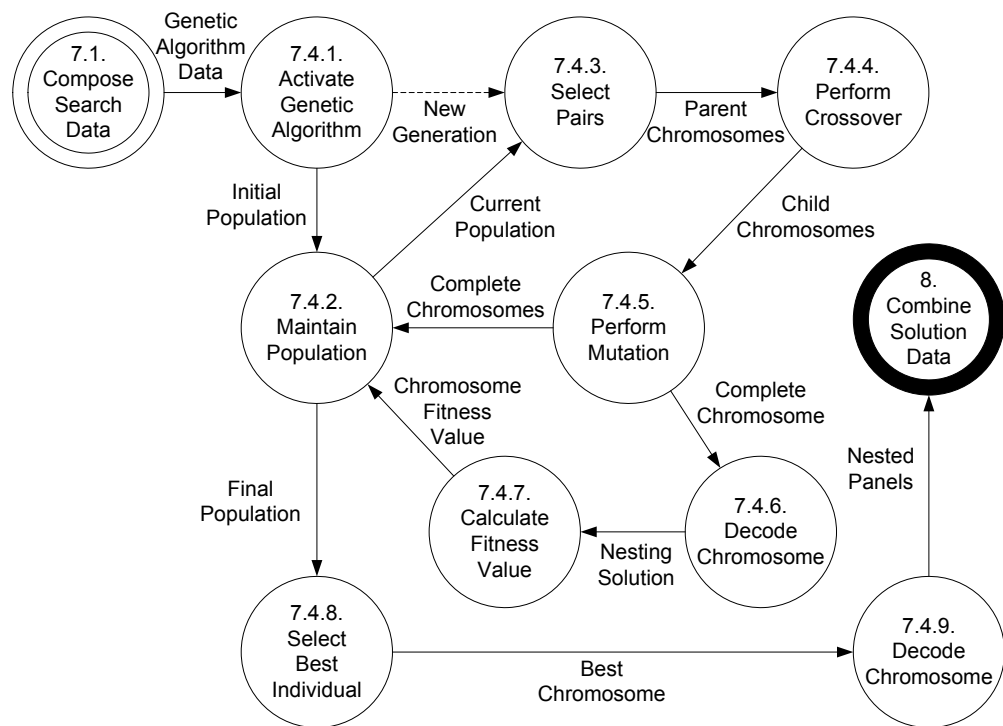 7.1.
Compose
Search
Data
Genetic
Algorithm
Data
7.4.1.
Activate
Genetic
Algorithm
New
Generation
7.4.3.
Select
Pairs
Parent
Chromosomes
7.4.4.
Perform
Crossover
Initial
Population
Current
Population
Child
Chromosomes
7.4.2.
Maintain
Population
Complete
Chromosomes
7.4.5.
Perform
Mutation
8.
Combine
Solution
Data
Chromosome
Fitness
Value
Complete
Chromosome
Final
Population
7.4.7.
Calculate
Fitness
Value
Nesting
Solution
7.4.6.
Decode
Chromosome
Nested
Panels
7.4.8.
Select
Best
Individual
Best
Chromosome
7.4.9.
Decode
Chromosome